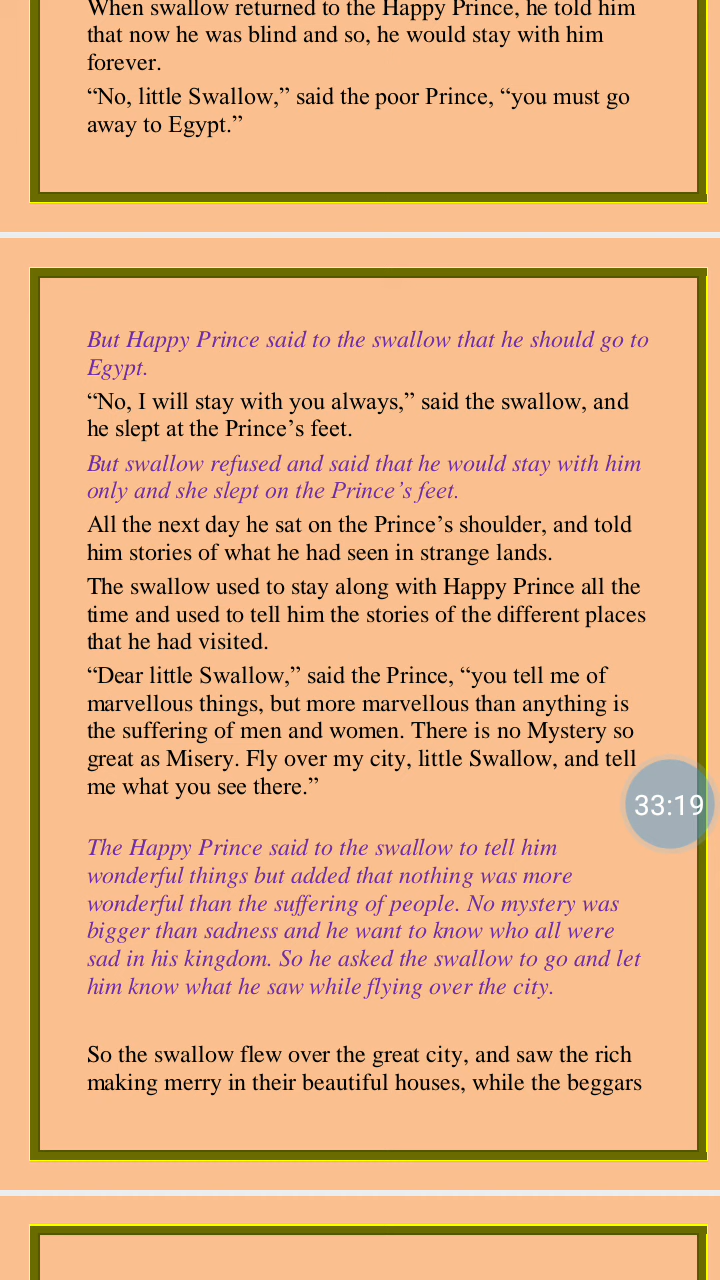 When swallow returned to the Happy Prince, he told him
that now he was blind and so, he would stay with him
forever.
“No, little Swallow,” said the poor Prince, “you must go
away to Egypt.”
But Happy Prince said to the swallow that he should go to
Egypt.
“No, I will stay with you always,” said the swallow, and
he slept at the Prince’s feet.
But swallow refused and said that he would stay with him
only and she slept on the Prince’s feet.
All the next day he sat on the Prince’s shoulder, and told
him stories of what he had seen in strange lands.
The swallow used to stay along with Happy Prince all the
time and used to tell him the stories of the different places
that he had visited.
“Dear little Swallow,” said the Prince, “you tell me of
marvellous things, but more marvellous than anything is
the suffering of men and women. There is no Mystery so
great as Misery. Fly over my city, little Swallow, and tell
me what you see there.”
33:19
The Happy Prince said to the swallow to tell him
wonderful things but added that nothing was more
wonderful than the suffering of people. No mystery was
bigger than sadness and he want to know who all were
sad in his kingdom. So he asked the swallow to go and let
him know what he saw while flying over the city.
So the swallow flew over the great city, and saw the rich
making merry in their beautiful houses, while the beggars